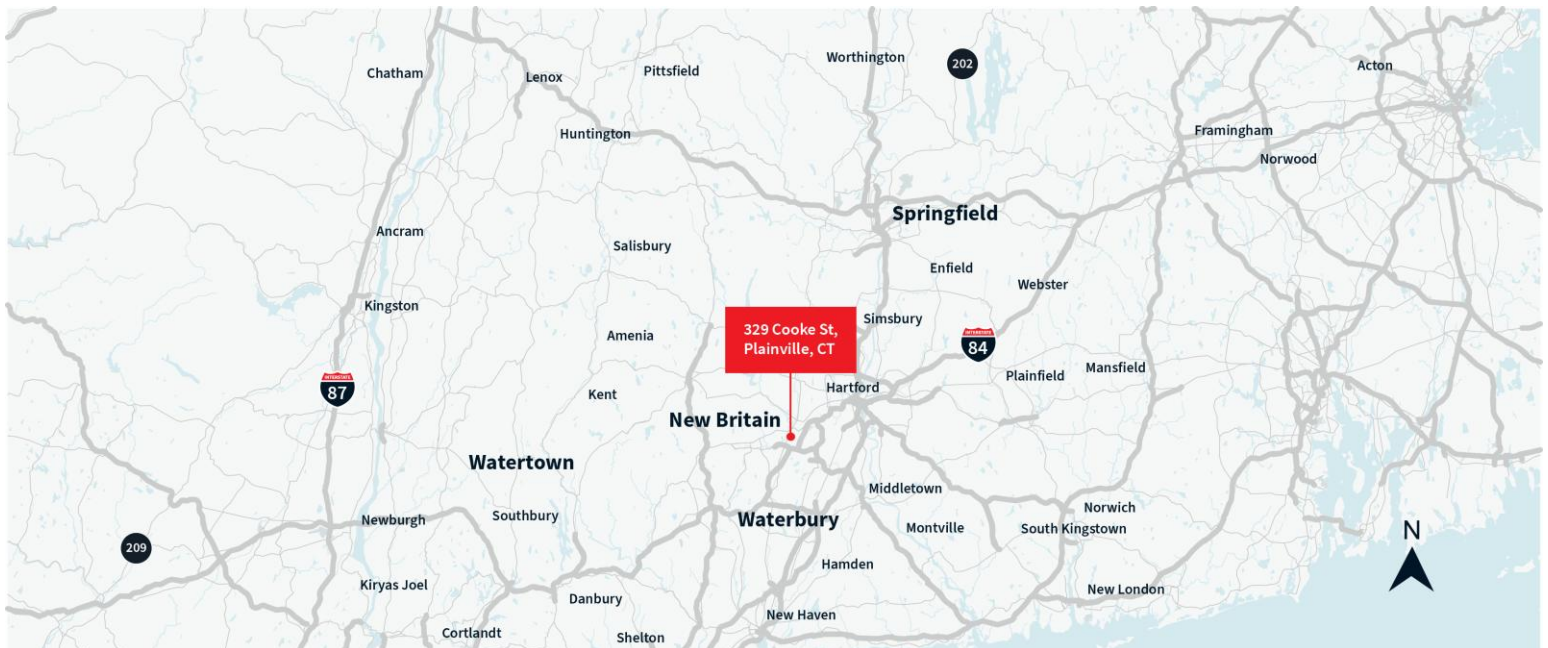 Worthington
202
Acton
Chatham
Lenox
Pittsfield
Huntington
Framingham
Norwood
Springfield
Ancram
Salisbury
Enfield
Webster
Kingston
Simsbury
329 Cooke St,
Plainville, CT
Amenia
INTERSTATE
84
Plainfield
Mansfield
INTERSTATE
87
Kent
Hartford
New Britain
Watertown
Middletown
Newburgh
Southbury
Waterbury
Montville
Norwich
South Kingstown
N
209
Hamden
Kiryas Joel
Danbury
New London
New Haven
Cortlandt
Shelton